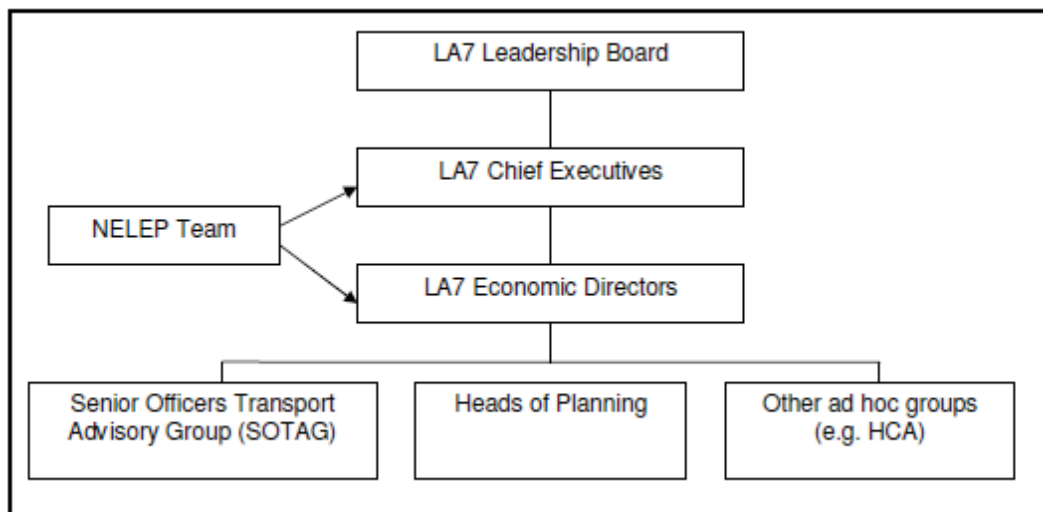 LA7 Leadership Board
LA7 Chief Executives
NELEP Team
LA7 Economic Directors
Senior Officers Transport
Advisory Group (SOTAG)
Heads of Planning
Other ad hoc groups
(e.g. HCA)